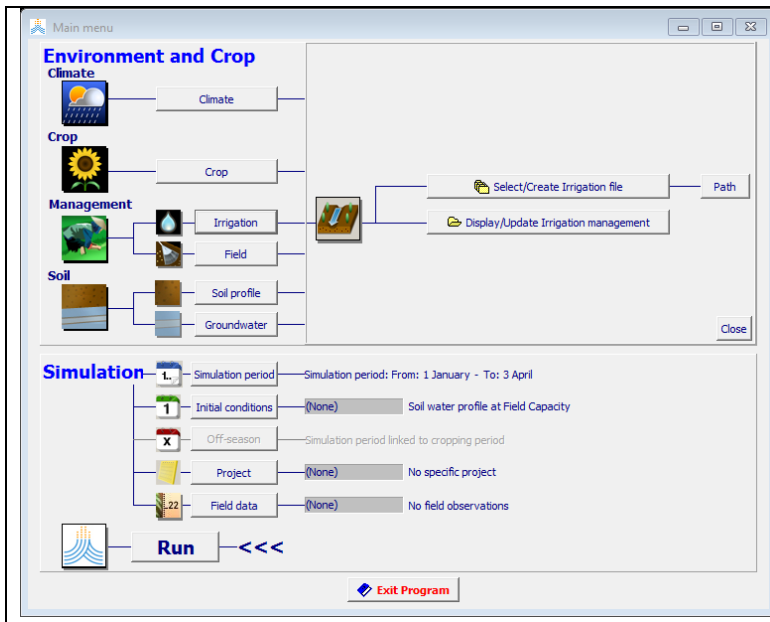 Main menu
Environment and Crop
Climate
Climate
Crop
Crop
Select/Create Irrigation file
Path
Management
Irrigation
Display/Update Irrigation management
Field
Soil
Soil profile
Groundwater
Close
Simulation
1..
Simulation period
Simulation period: From: 1 January - To: 3 April
1
Initial conditions
(None)
Soil water profile at Field Capacity
X
Off-season
Simulation period linked to cropping period
Project
(None)
No specific project
.22
Field data
(None)
No field observations
Run
<<<
Exit Program